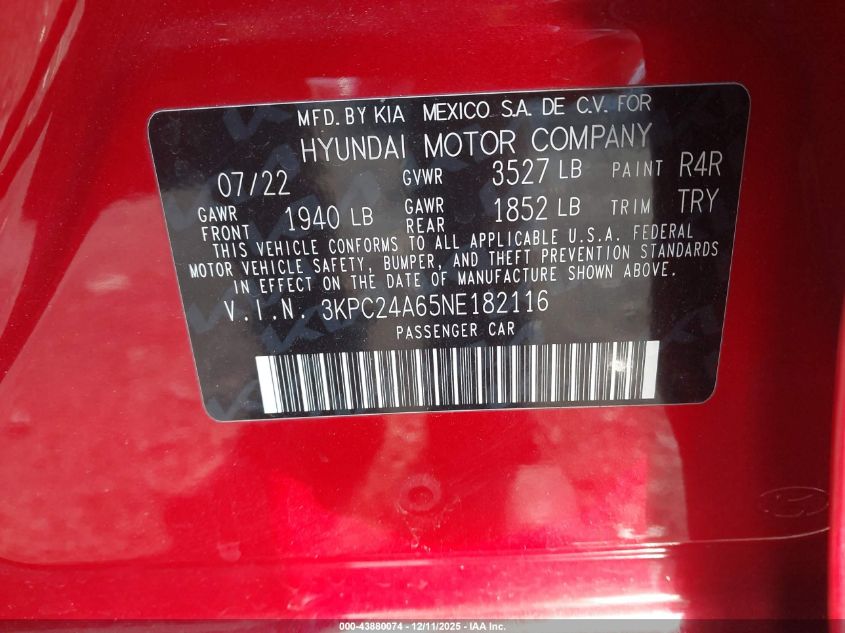 MFD. BY KIA MEXICO S.A. DE C.V. FOR
HYUNDAI MOTOR COMPANY
07/22 GVWR 3527 LB PAINT R4R
GAWR FRONT 1940 LB GAWR REAR 1852 LB TRIM TRY
THIS VEHICLE CONFORMS TO ALL APPLICABLE U.S.A. FEDERAL
MOTOR VEHICLE SAFETY, BUMPER, AND THEFT PREVENTION STANDARDS
IN EFFECT ON THE DATE OF MANUFACTURE SHOWN ABOVE.
V.I.N. 3KPC24A65NE182116
PASSENGER CAR
000-43880074 - 12/11/2025 - IAA Inc.